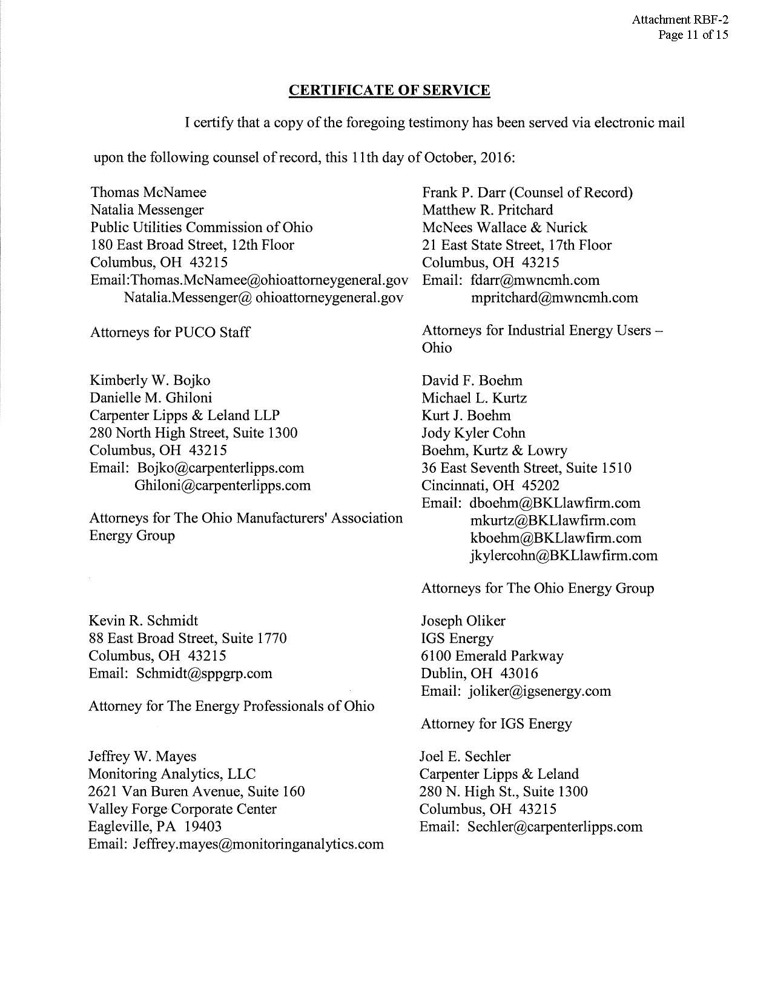 Attachment RBF-2
Page 11 of 15
CERTIFICATE OF SERVICE
I certify that a copy of the foregoing testimony has been served via electronic mail
upon the following counsel of record, this 11th day of October, 2016:
Thomas McNamee
Natalia Messenger
Public Utilities Commission of Ohio
180 East Broad Street, 12th Floor
Columbus, OH 43215
Email:Thomas.McNamee@ohioattorneygeneral.gov
Natalia.Messenger@ ohioattorneygeneral.gov
Attorneys for PUCO Staff
Frank P. Darr (Counsel of Record)
Matthew R. Pritchard
McNees Wallace & Nurick
21 East State Street, 17th Floor
Columbus, OH 43215
Email: fdarr@mwncmh.com
mpritchard@mwncmh.com
Attorneys for Industrial Energy Users –
Ohio
Kimberly W. Bojko
Danielle M. Ghiloni
Carpenter Lipps & Leland LLP
280 North High Street, Suite 1300
Columbus, OH 43215
Email: Bojko@carpenterlipps.com
Ghiloni@carpenterlipps.com
Attorneys for The Ohio Manufacturers' Association
Energy Group
David F. Boehm
Michael L. Kurtz
Kurt J. Boehm
Jody Kyler Cohn
Boehm, Kurtz & Lowry
36 East Seventh Street, Suite 1510
Cincinnati, OH 45202
Email: dboehm@BKLlawfirm.com
mkurtz@BKLlawfirm.com
kboehm@BKLlawfirm.com
jkylercohn@BKLlawfirm.com
Attorneys for The Ohio Energy Group
Kevin R. Schmidt
88 East Broad Street, Suite 1770
Columbus, OH 43215
Email: Schmidt@sppgrp.com
Attorney for The Energy Professionals of Ohio
Joseph Oliker
IGS Energy
6100 Emerald Parkway
Dublin, OH 43016
Email: joliker@igsenergy.com
Attorney for IGS Energy
Jeffrey W. Mayes
Monitoring Analytics, LLC
2621 Van Buren Avenue, Suite 160
Valley Forge Corporate Center
Eagleville, PA 19403
Email: Jeffrey.mayes@monitoringanalytics.com
Joel E. Sechler
Carpenter Lipps & Leland
280 N. High St., Suite 1300
Columbus, OH 43215
Email: Sechler@carpenterlipps.com